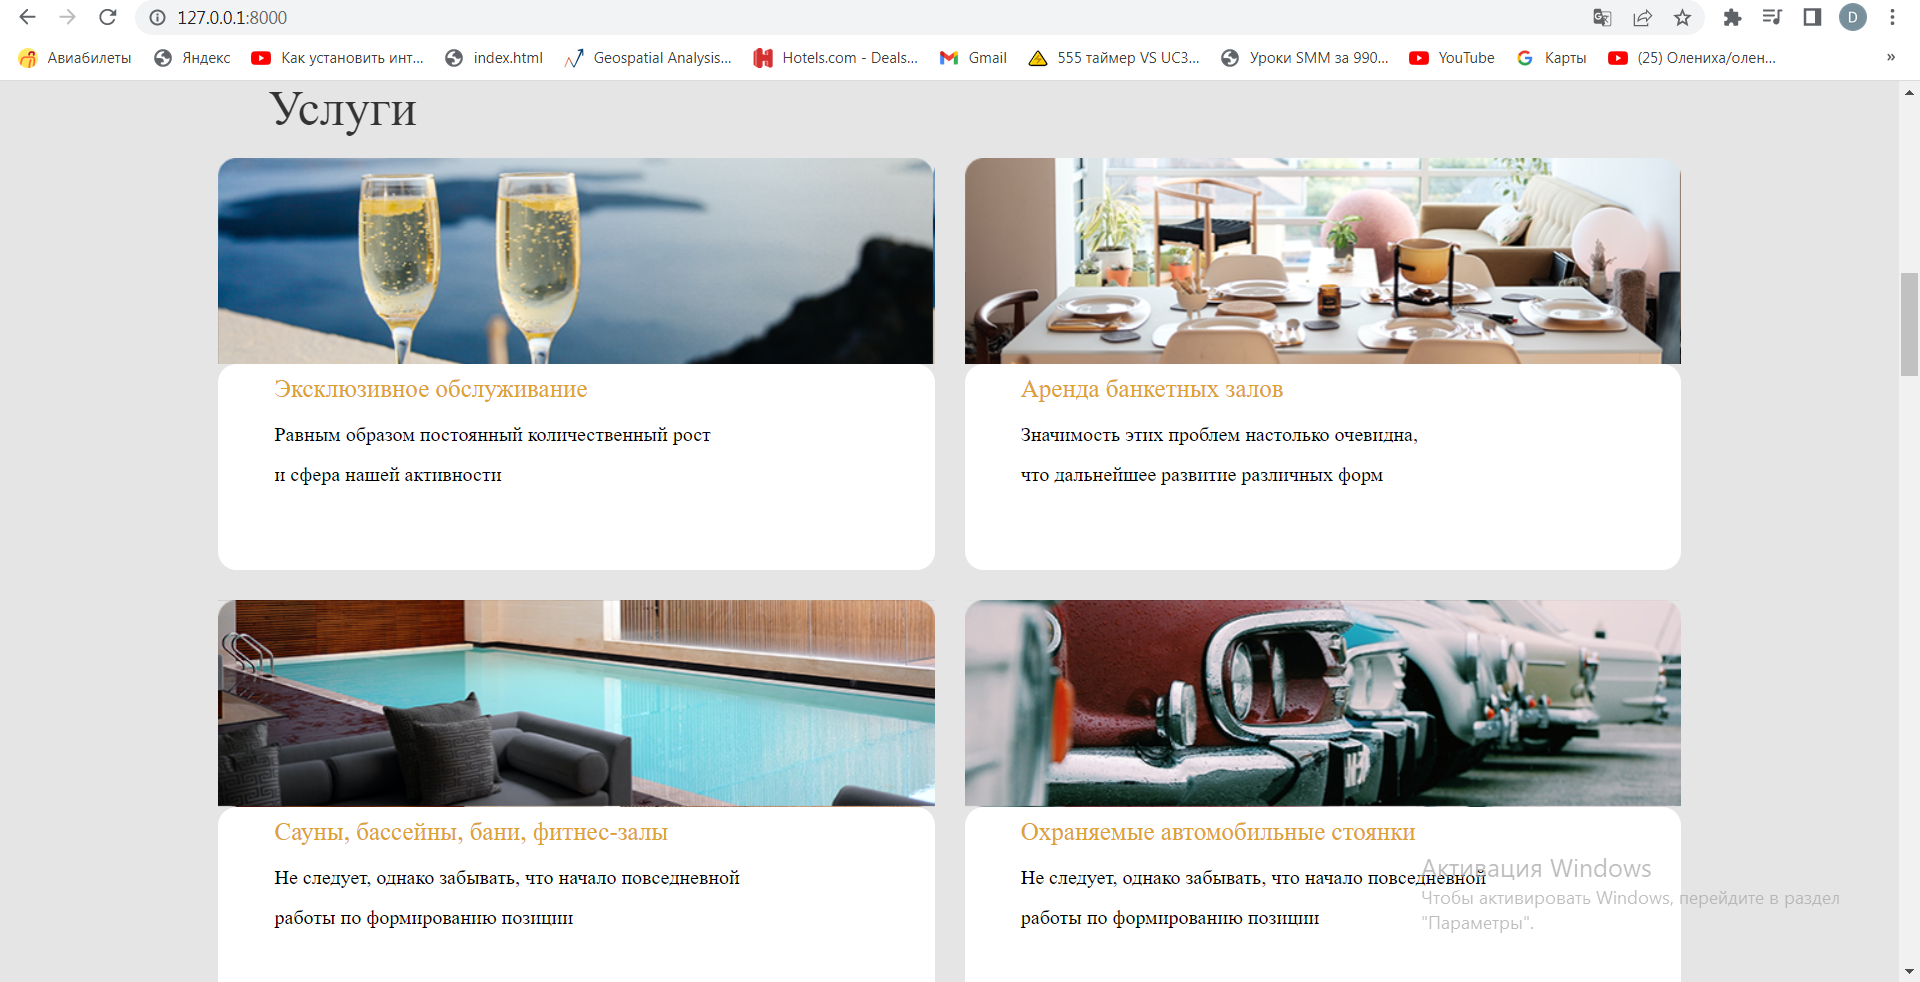 127.0.0.1:8000
D
Авиабилеты
Яндекс
Как установить инт...
index.html
Geospatial Analysis...
Hotels.com - Deals...
Gmail
555 таймер VS UC3...
Уроки SMM за 990...
YouTube
Карты
(25) Олениха/олен...
»
Услуги
Эксклюзивное обслуживание
Равным образом постоянный количественный рост
и сфера нашей активности
Аренда банкетных залов
Значимость этих проблем настолько очевидна,
что дальнейшее развитие различных форм
Сауны, бассейны, бани, фитнес-залы
Не следует, однако забывать, что начало повседневной
работы по формированию позиции
Охраняемые автомобильные стоянки
Не следует, однако забывать, что начало повседневной
работы по формированию позиции
Активация Windows
Чтобы активировать Windows, перейдите в раздел
"Параметры".